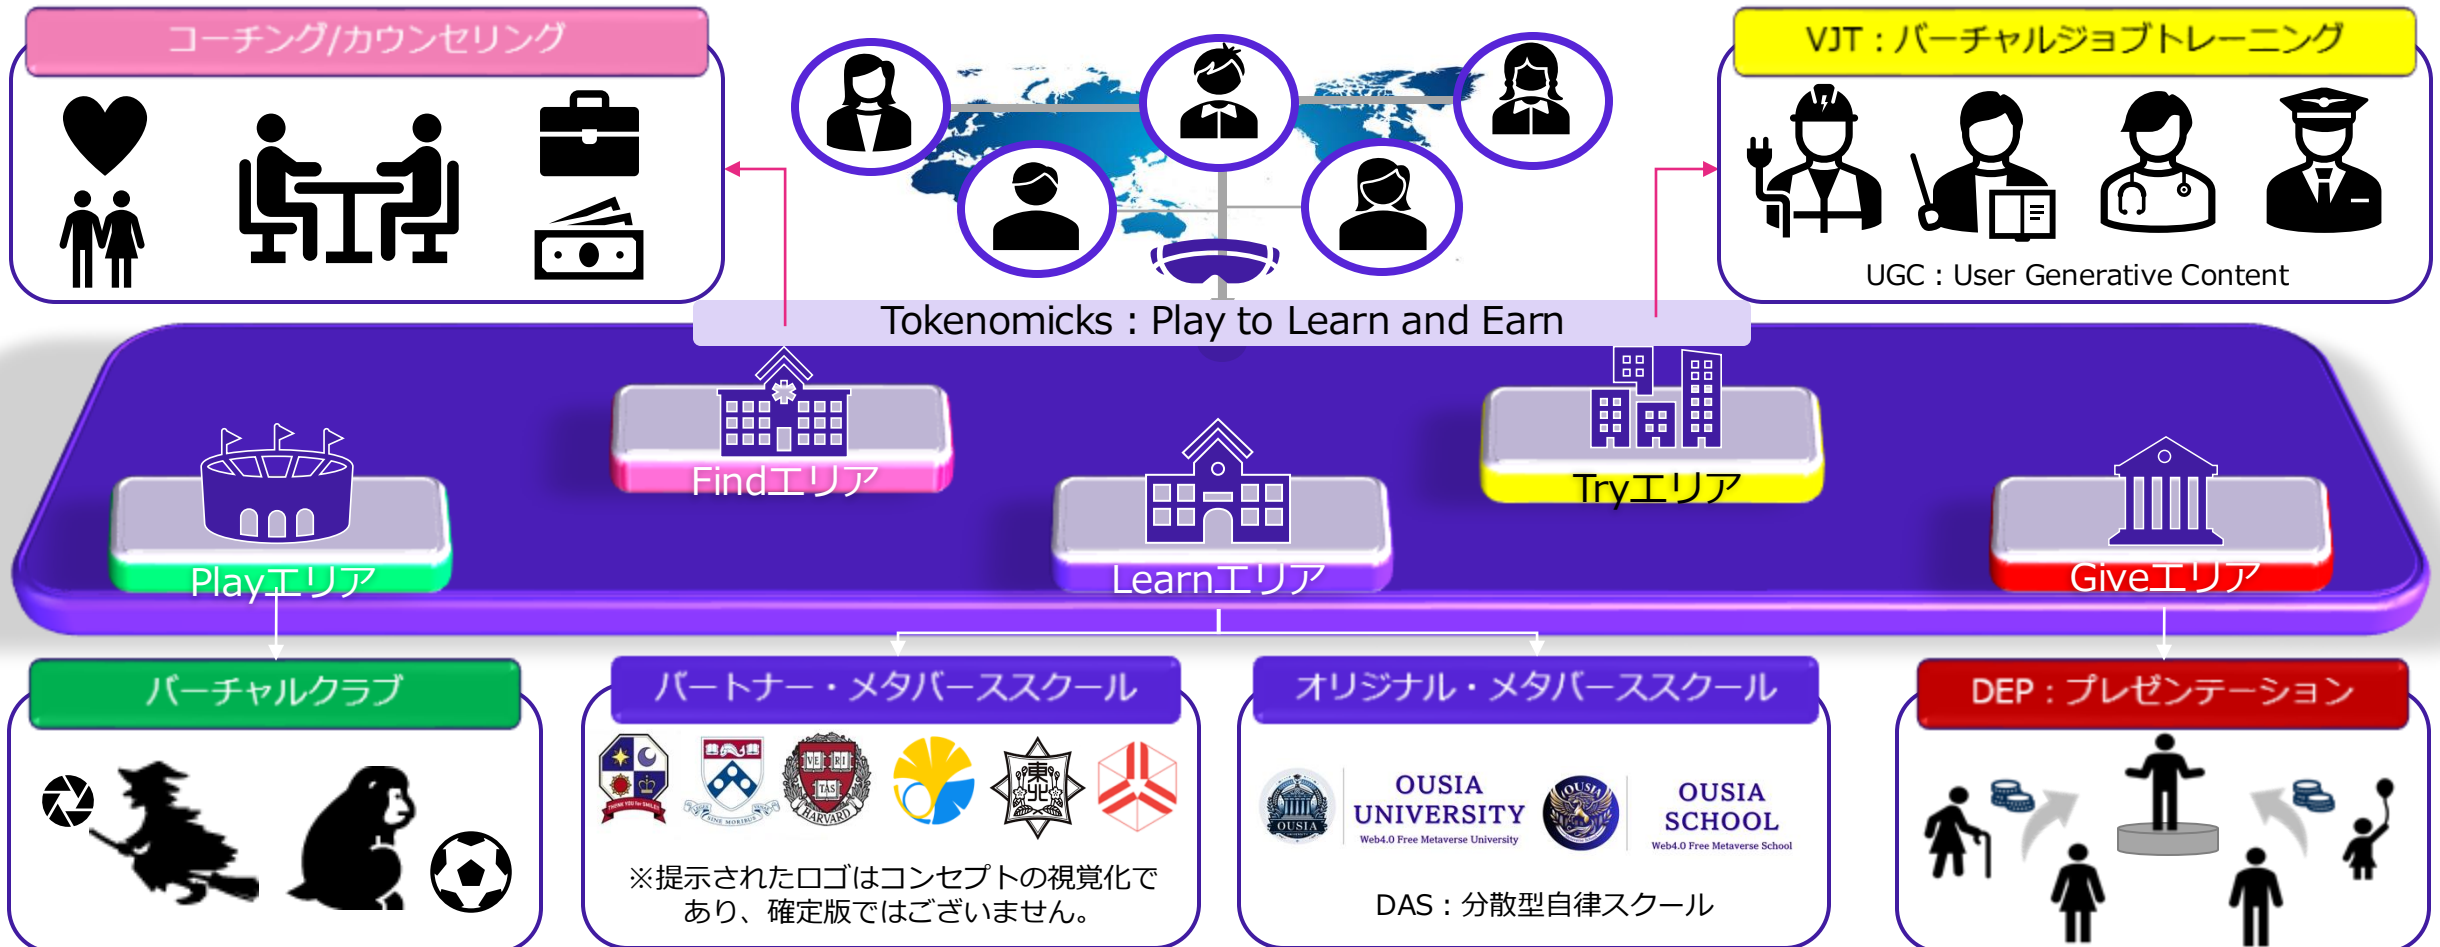 コーチング/カウンセリング
VJT：バーチャルジョブトレーニング
UGC：User Generative Content
Tokenomicks：Play to Learn and Earn
Findエリア
Tryエリア
Playエリア
Learnエリア
Giveエリア
バーチャルクラブ
パートナー・メタバーススクール
VE RI
TAS
HARVARD
東北
※提示されたロゴはコンセプトの視覚化で
あり、確定版ではございません。
オリジナル・メタバーススクール
OUSIA
OUSIA
UNIVERSITY
Web4.0 Free Metaverse University
OUSIA
OUSIA
SCHOOL
Web4.0 Free Metaverse School
DAS：分散型自律スクール
DEP：プレゼンテーション